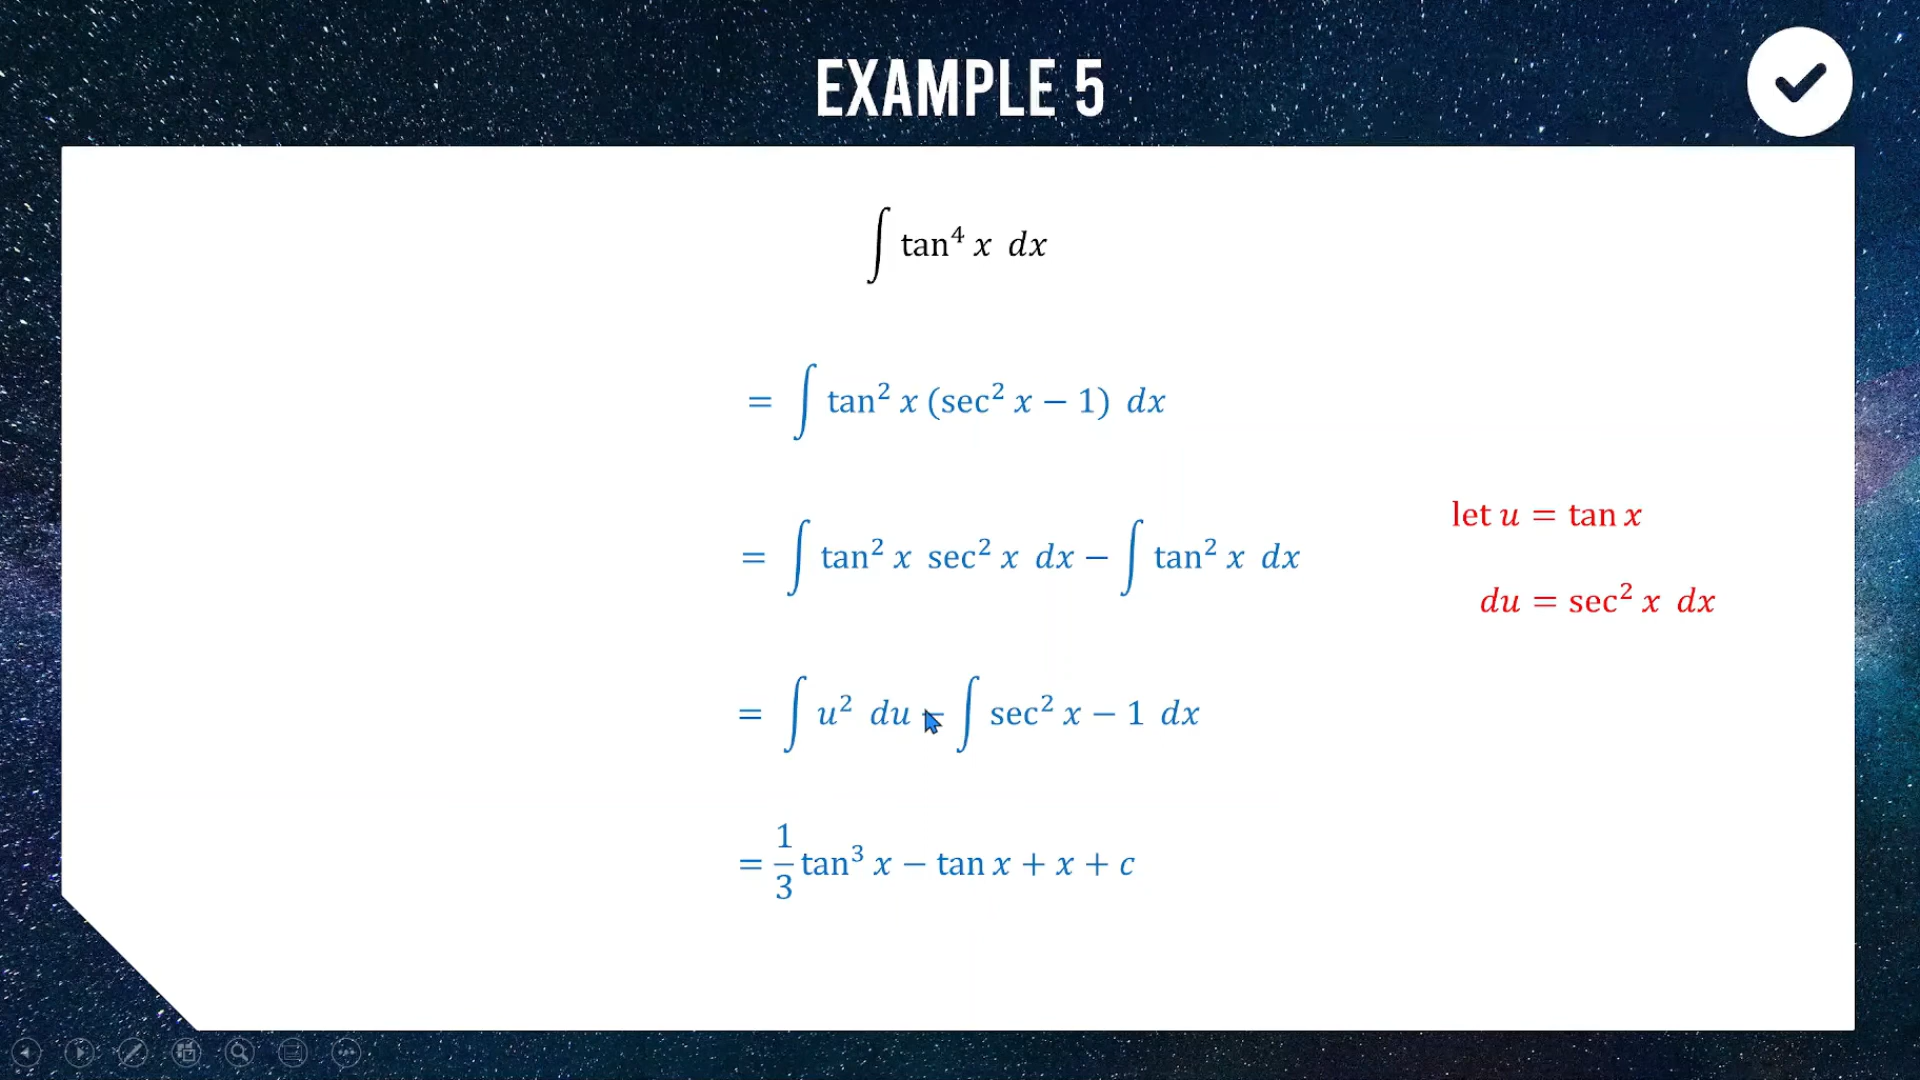 EXAMPLE 5
∫ tan⁴ x dx
= ∫ tan² x (sec² x − 1) dx
let u = tan x
= ∫ tan² x sec² x dx − ∫ tan² x dx
du = sec² x dx
= ∫ u² du − ∫ sec² x − 1 dx
= 1/3 tan³ x − tan x + x + c